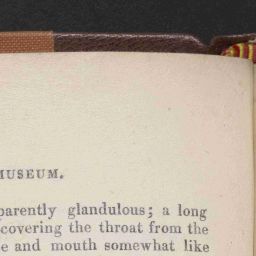 MUSEUM.
parently glandulous; a long
covering the throat from the
e and mouth somewhat like